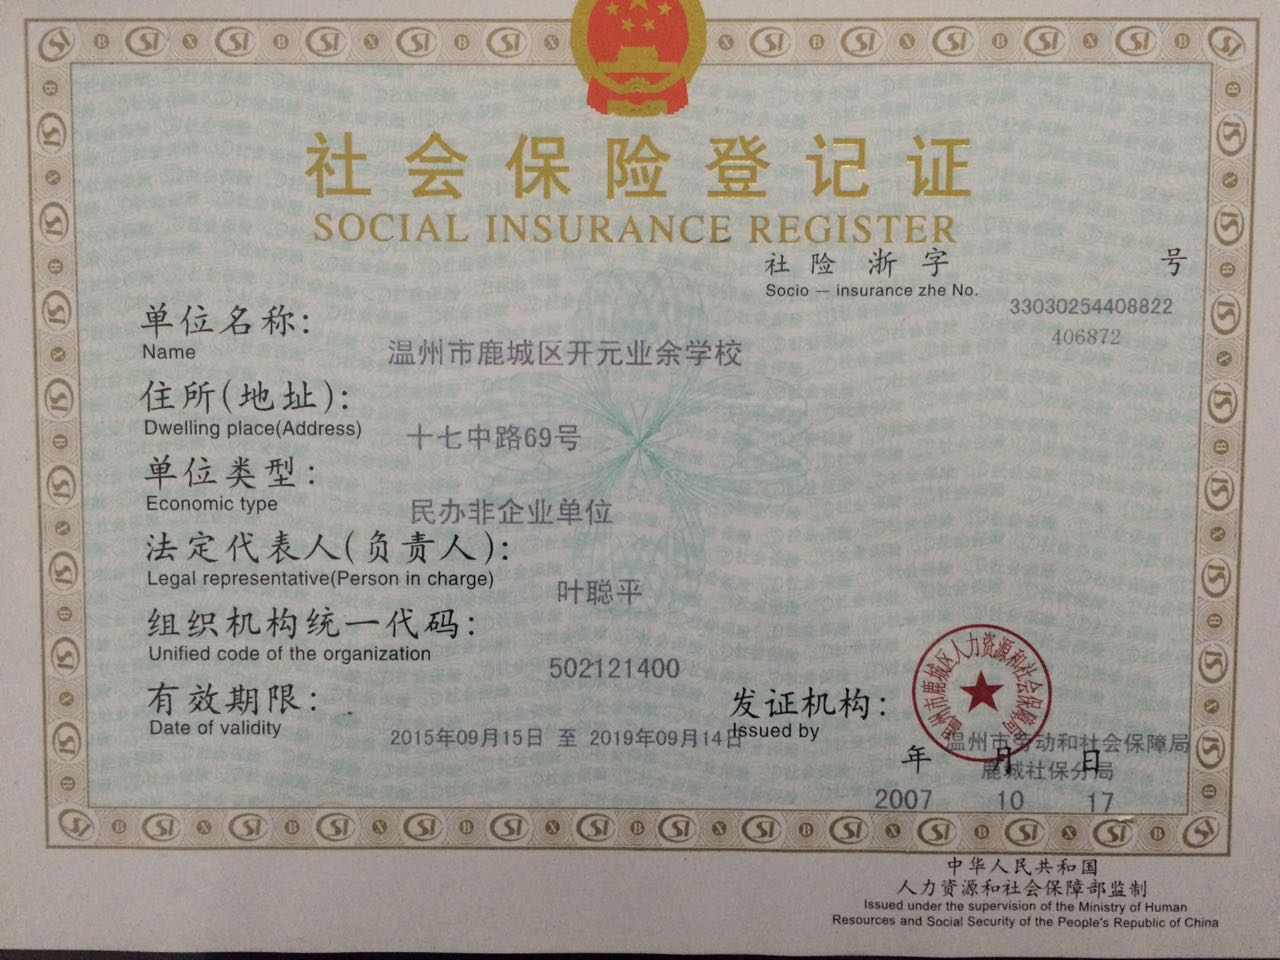 社会保险登记证
SOCIAL INSURANCE REGISTER
社险 浙字 号
Socio — insurance zhe No.
33030254408822
406872
单位名称:
Name
温州市鹿城区开元业余学校
住所(地址):
Dwelling place(Address)
十七中路69号
单位类型:
Economic type
民办非企业单位
法定代表人(负责人):
Legal representative(Person in charge)
叶聪平
组织机构统一代码:
Unified code of the organization
502121400
有效期限:
Date of validity
2015年09月15日 至 2019年09月14日
发证机构:
Issued by
温州市鹿城区人力资源和社会保障局
温州市劳动和社会保障局
鹿城社保分局
年 月 日
2007 10 17
中华人民共和国
人力资源和社会保障部监制
Issued under the supervision of the Ministry of Human
Resources and Social Security of the People's Republic of China